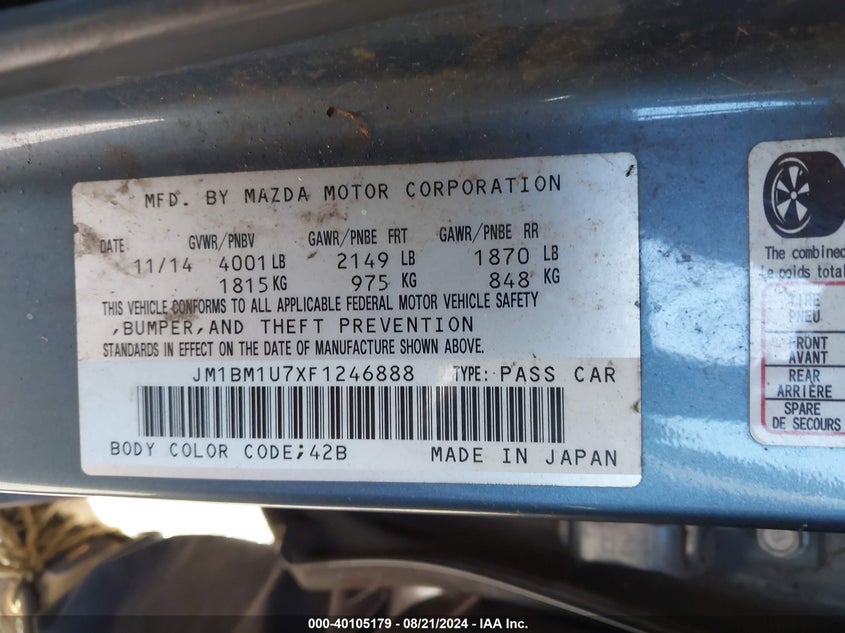 MFD. BY MAZDA MOTOR CORPORATION
DATE GVWR/PNBV GAWR/PNBE FRT GAWR/PNBE RR
11/14 4001 LB 2149 LB 1870 LB
1815 KG 975 KG 848 KG
THIS VEHICLE CONFORMS TO ALL APPLICABLE FEDERAL MOTOR VEHICLE SAFETY
,BUMPER,AND THEFT PREVENTION
STANDARDS IN EFFECT ON THE DATE OF MANUFACTURE SHOWN ABOVE.
JM1BM1U7XF1246888 TYPE: PASS CAR
BODY COLOR CODE;42B MADE IN JAPAN
The combined
Le poids total
TIRE
PNEU
FRONT
AVANT
REAR
ARRIÈRE
SPARE
DE SECOURS
000-40105179 - 08/21/2024 - IAA Inc.